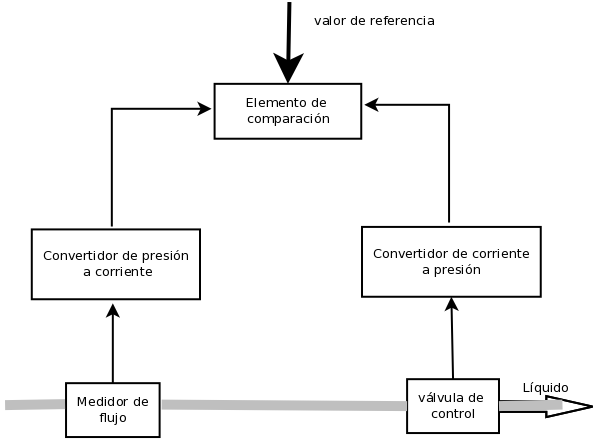 valor de referencia
Elemento de
comparación
Convertidor de presión
a corriente
Convertidor de corriente
a presión
Medidor de
flujo
válvula de
control
Líquido